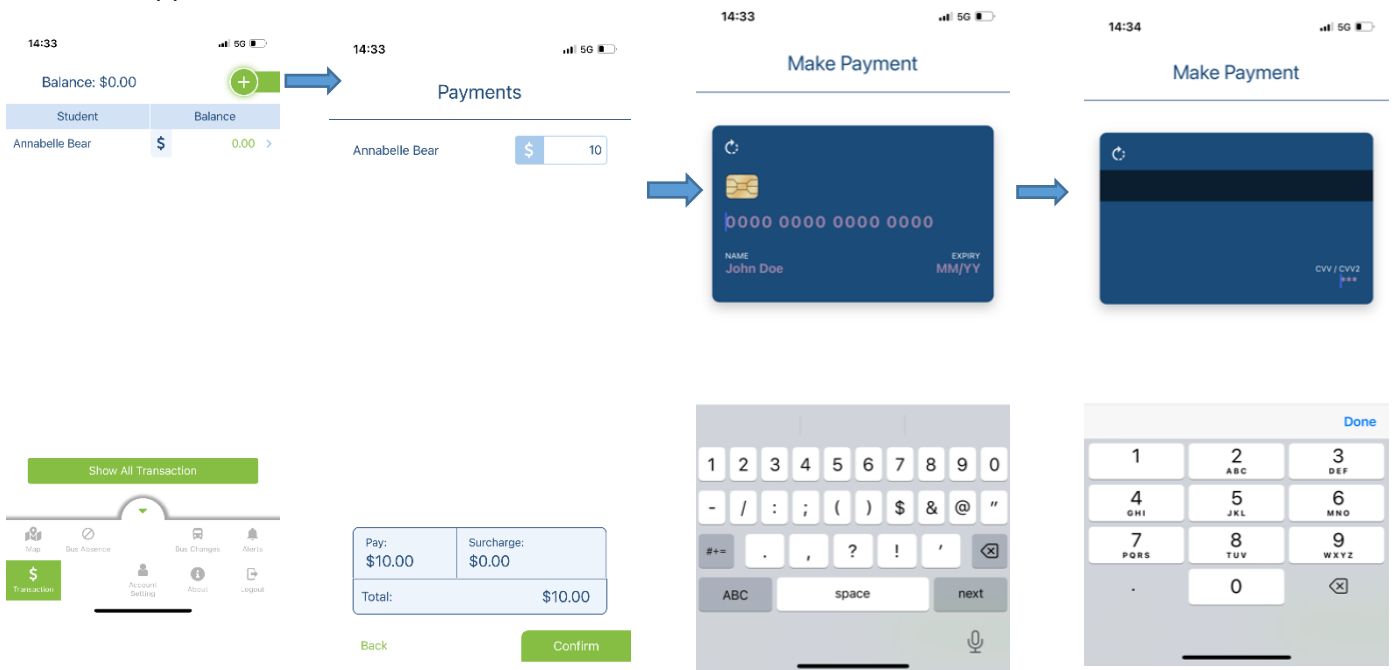 14:33
5G
Balance: $0.00
+
Student Balance
Annabelle Bear $ 0.00 >
Show All Transaction
Map Bus Absence Bus Changes Alerts
$
Transaction Account Setting About Logout
14:33
5G
Payments
Annabelle Bear $ 10
Pay: Surcharge:
$10.00 $0.00
Total: $10.00
Back Confirm
14:33
5G
Make Payment
0000 0000 0000 0000
NAME EXPIRY
John Doe MM/YY
1 2 3 4 5 6 7 8 9 0
- / : ; ( ) $ & @ "
#+= . , ? ! '
ABC space next
14:34
5G
Make Payment
CVV / CVV2
***
Done
1 2 3
ABC DEF
4 5 6
GHI JKL MNO
7 8 9
PQRS TUV WXYZ
. 0